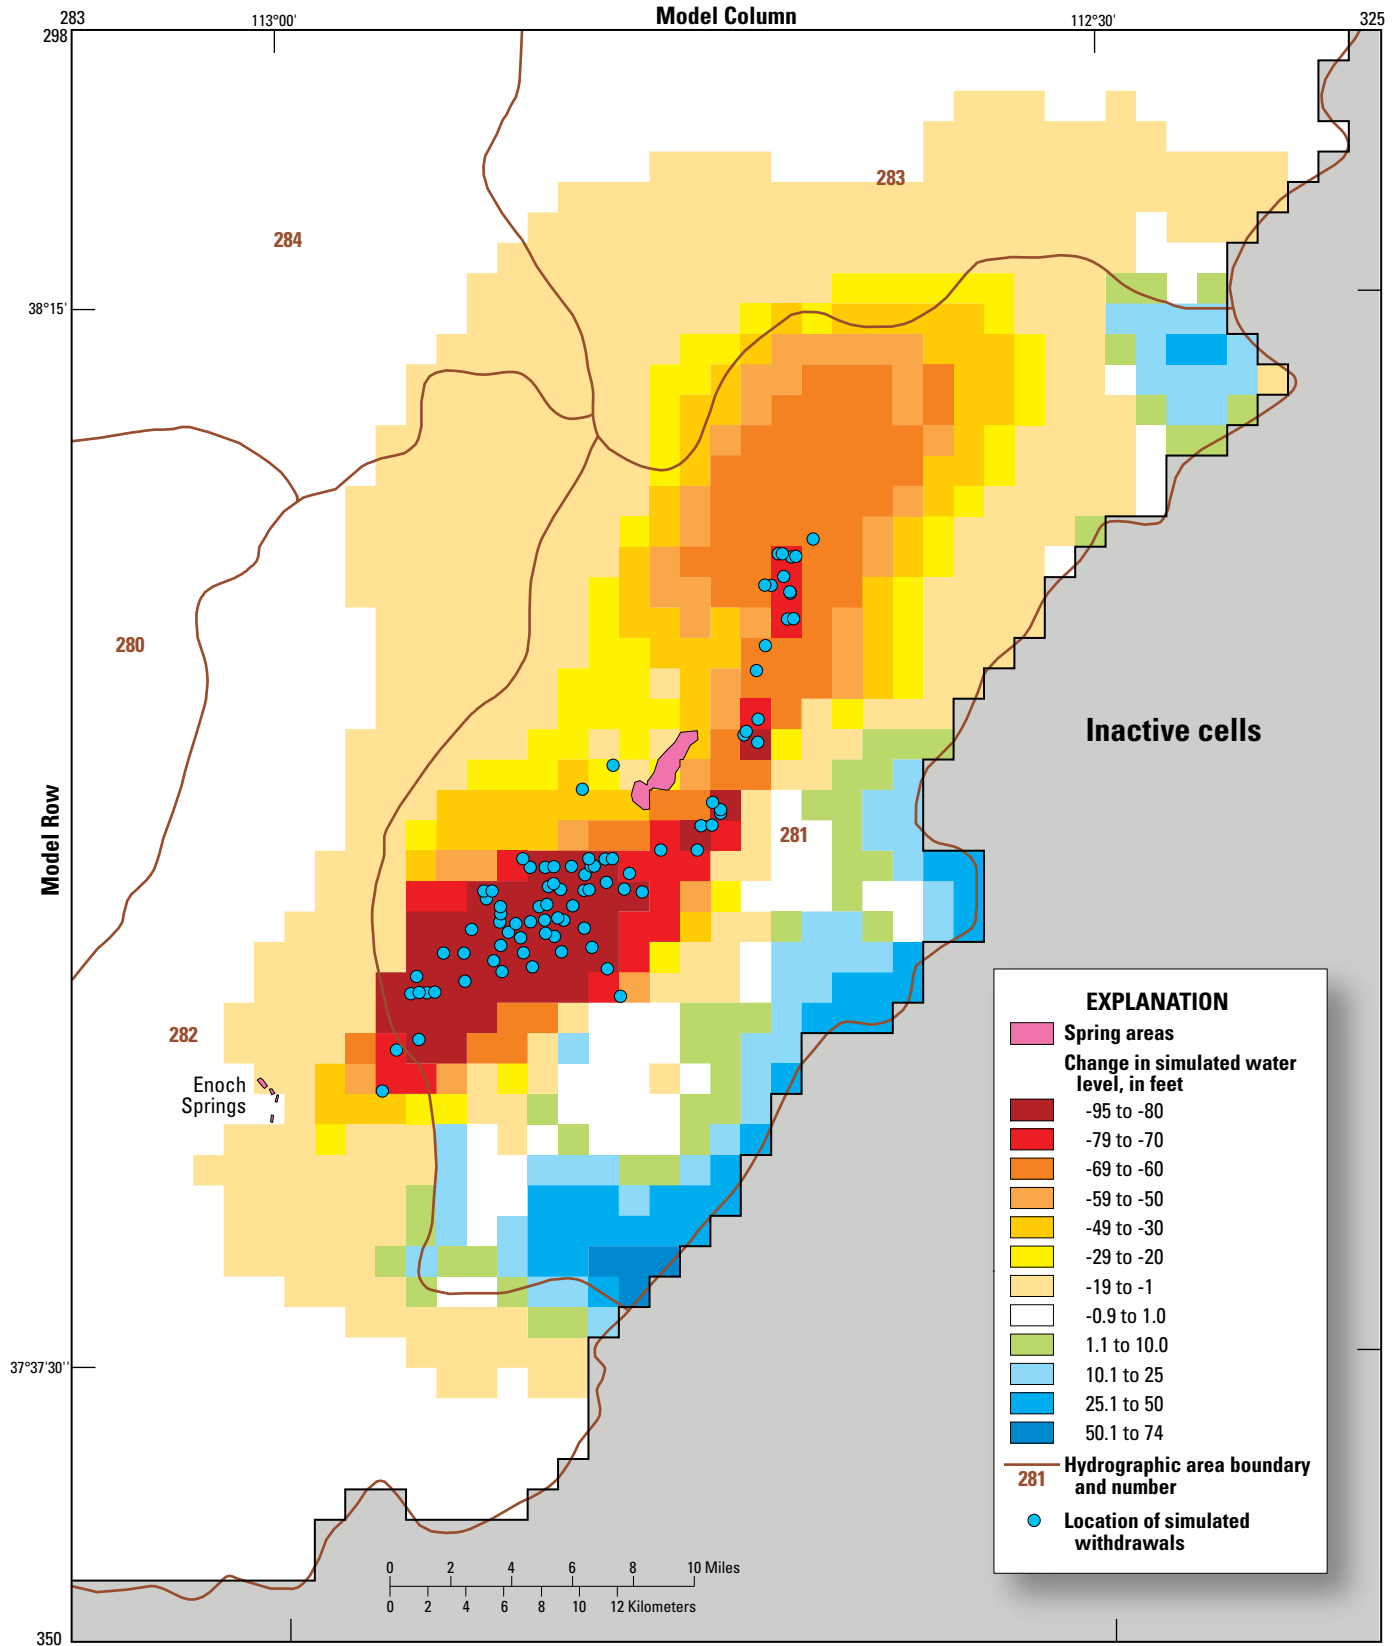 283
113°00'
Model Column
112°30'
325
298
283
284
38°15'
280
Inactive cells
Model Row
281
282
Enoch
Springs
EXPLANATION
Spring areas
Change in simulated water
level, in feet
-95 to -80
-79 to -70
-69 to -60
-59 to -50
-49 to -30
-29 to -20
-19 to -1
-0.9 to 1.0
1.1 to 10.0
10.1 to 25
25.1 to 50
50.1 to 74
Hydrographic area boundary
281 and number
Location of simulated
withdrawals
37°37'30''
0 2 4 6 8 10 Miles
0 2 4 6 8 10 12 Kilometers
350